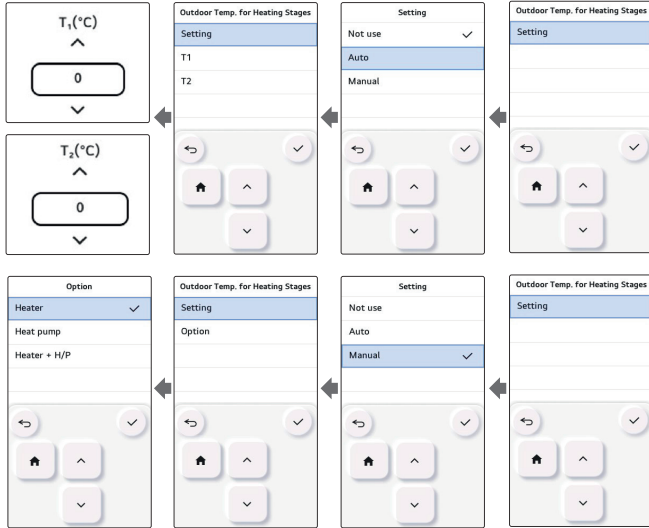 T₁(°C)
0
T₂(°C)
0
Outdoor Temp. for Heating Stages
Setting
T1
T2
Setting
Not use
Auto
Manual
Outdoor Temp. for Heating Stages
Setting
Option
Heater
Heat pump
Heater + H/P
Outdoor Temp. for Heating Stages
Setting
Option
Setting
Not use
Auto
Manual
Outdoor Temp. for Heating Stages
Setting